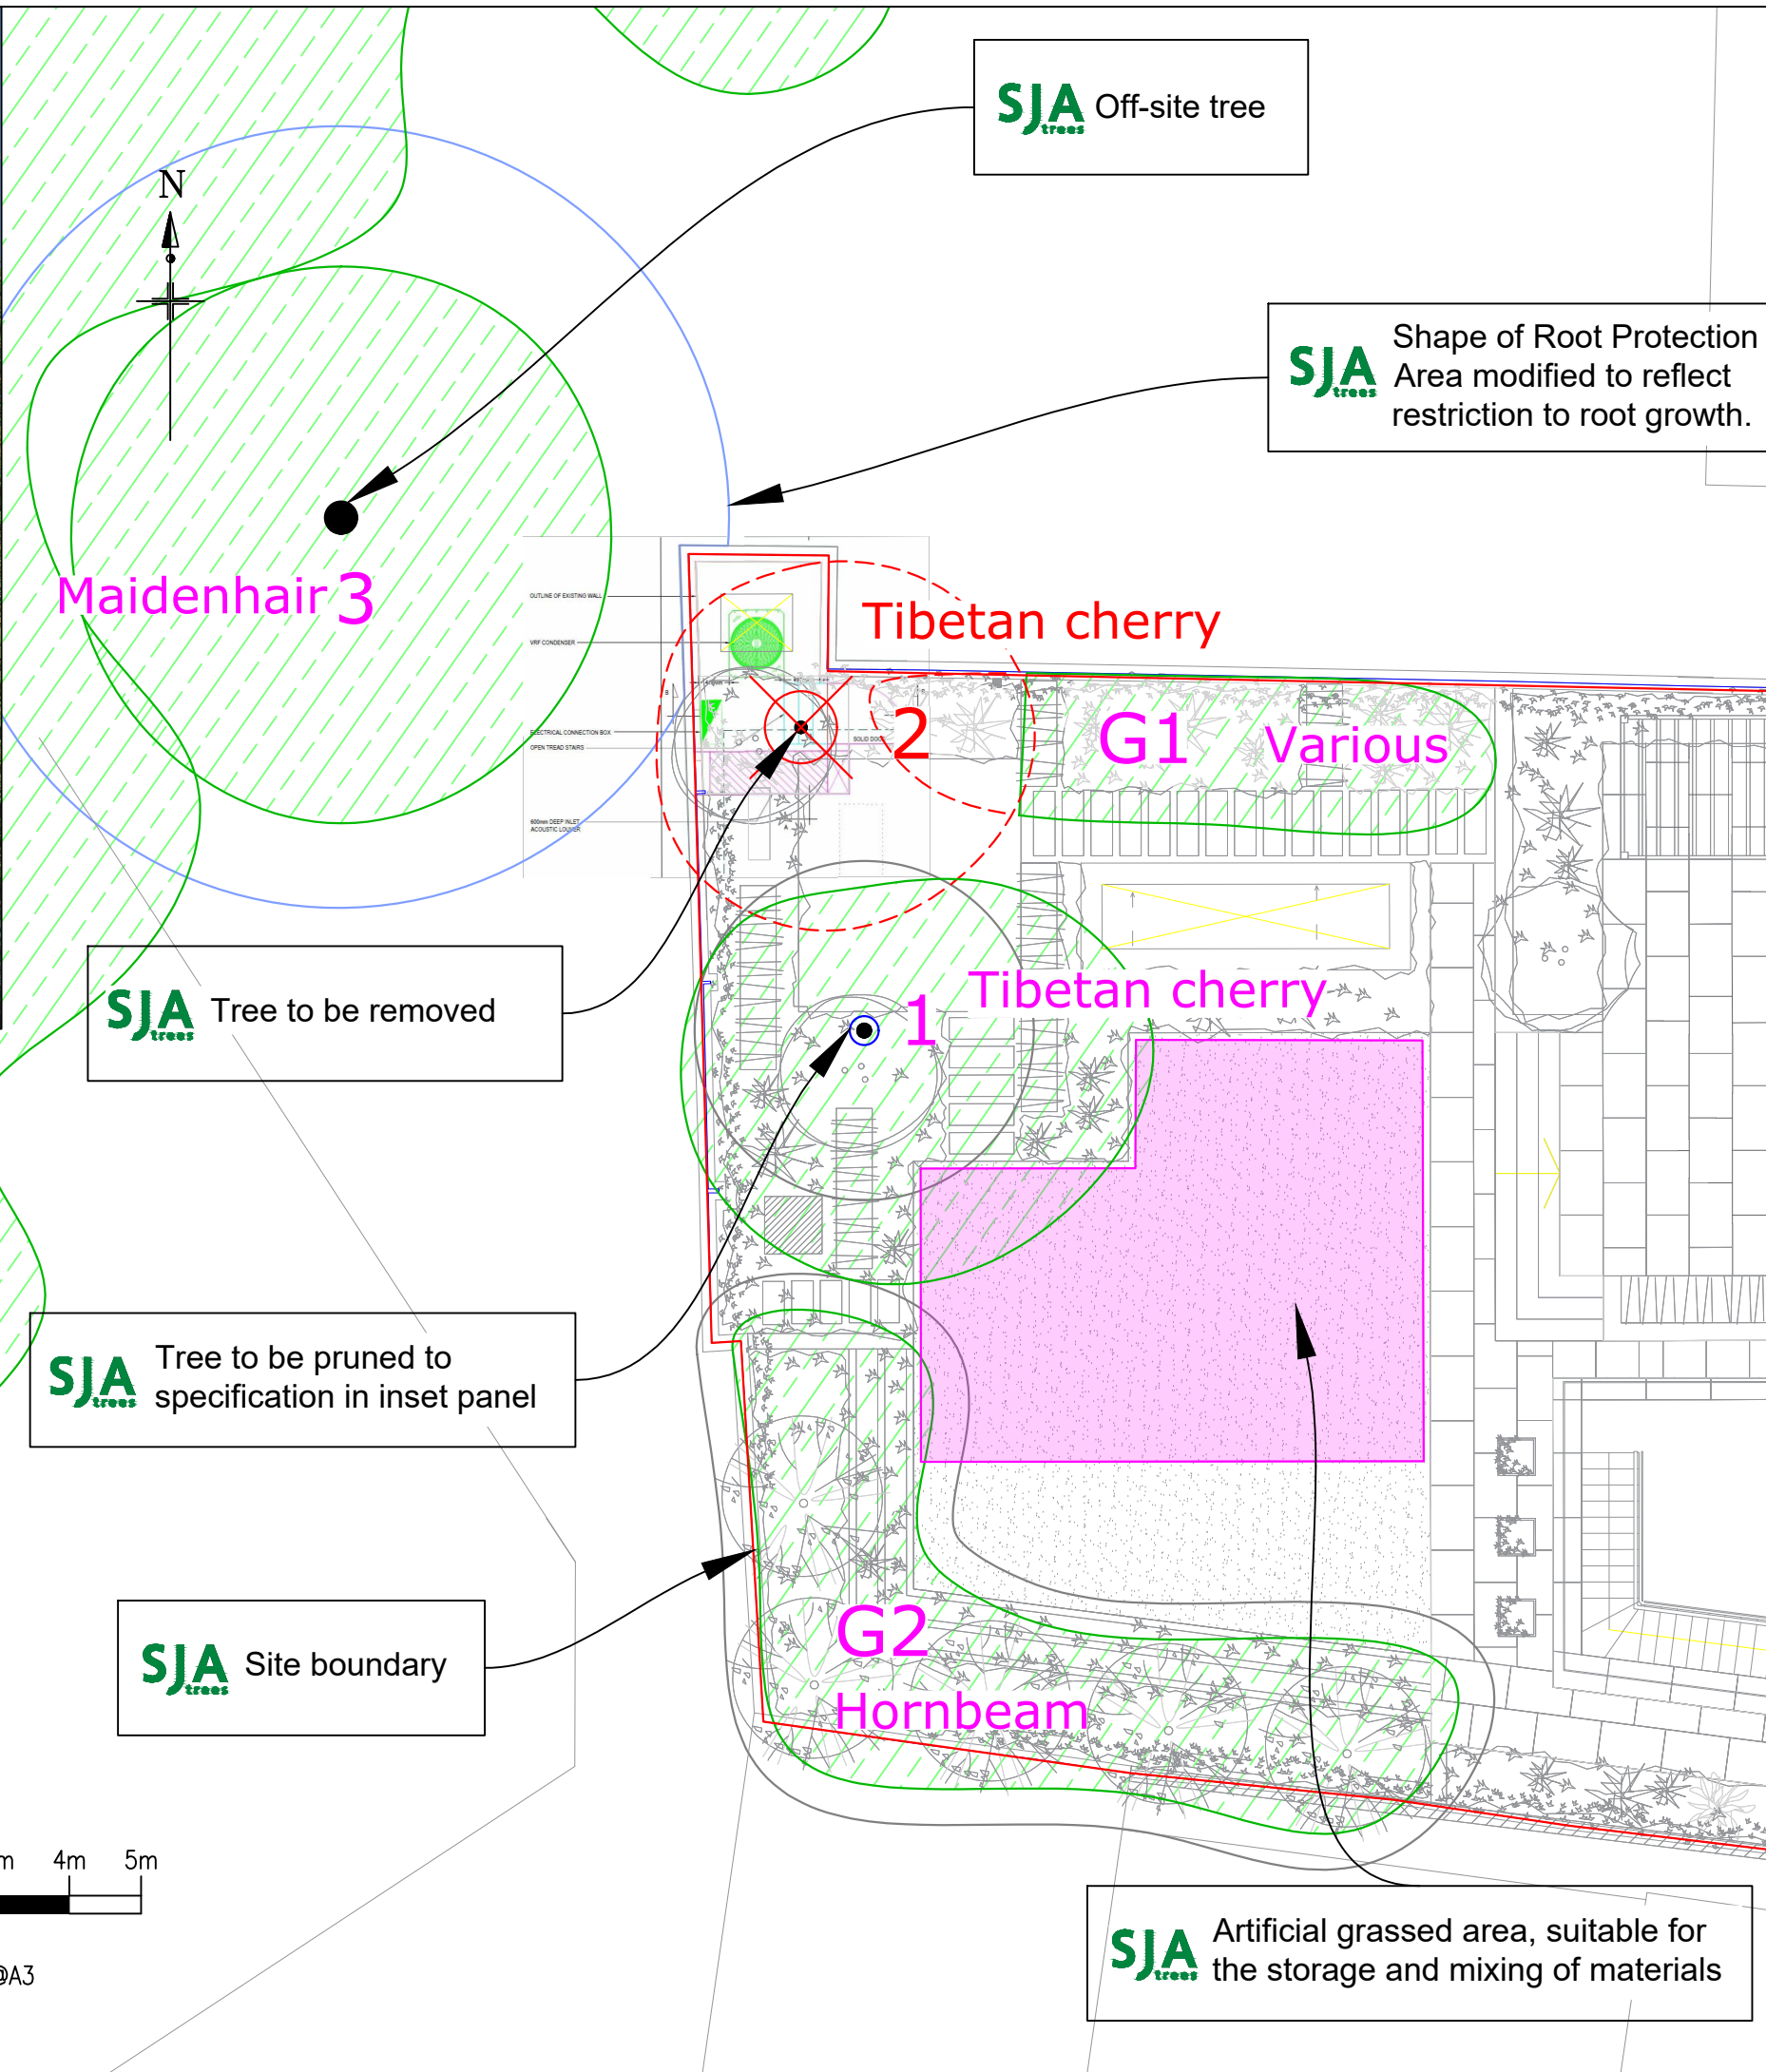 SJA trees Off-site tree
N
SJA trees Shape of Root Protection
Area modified to reflect
restriction to root growth.
Maidenhair 3
OUTLINE OF EXISTING WALL
VRF CONDENSER
Tibetan cherry
2
G1 Various
ELECTRICAL CONNECTION BOX
OPEN TREAD STAIRS
600mm DEEP INLET
ACOUSTIC LOUVER
SJA trees Tree to be removed
1 Tibetan cherry
SJA trees Tree to be pruned to
specification in inset panel
SJA trees Site boundary
G2
Hornbeam
m 4m 5m
@A3
SJA trees Artificial grassed area, suitable for
the storage and mixing of materials